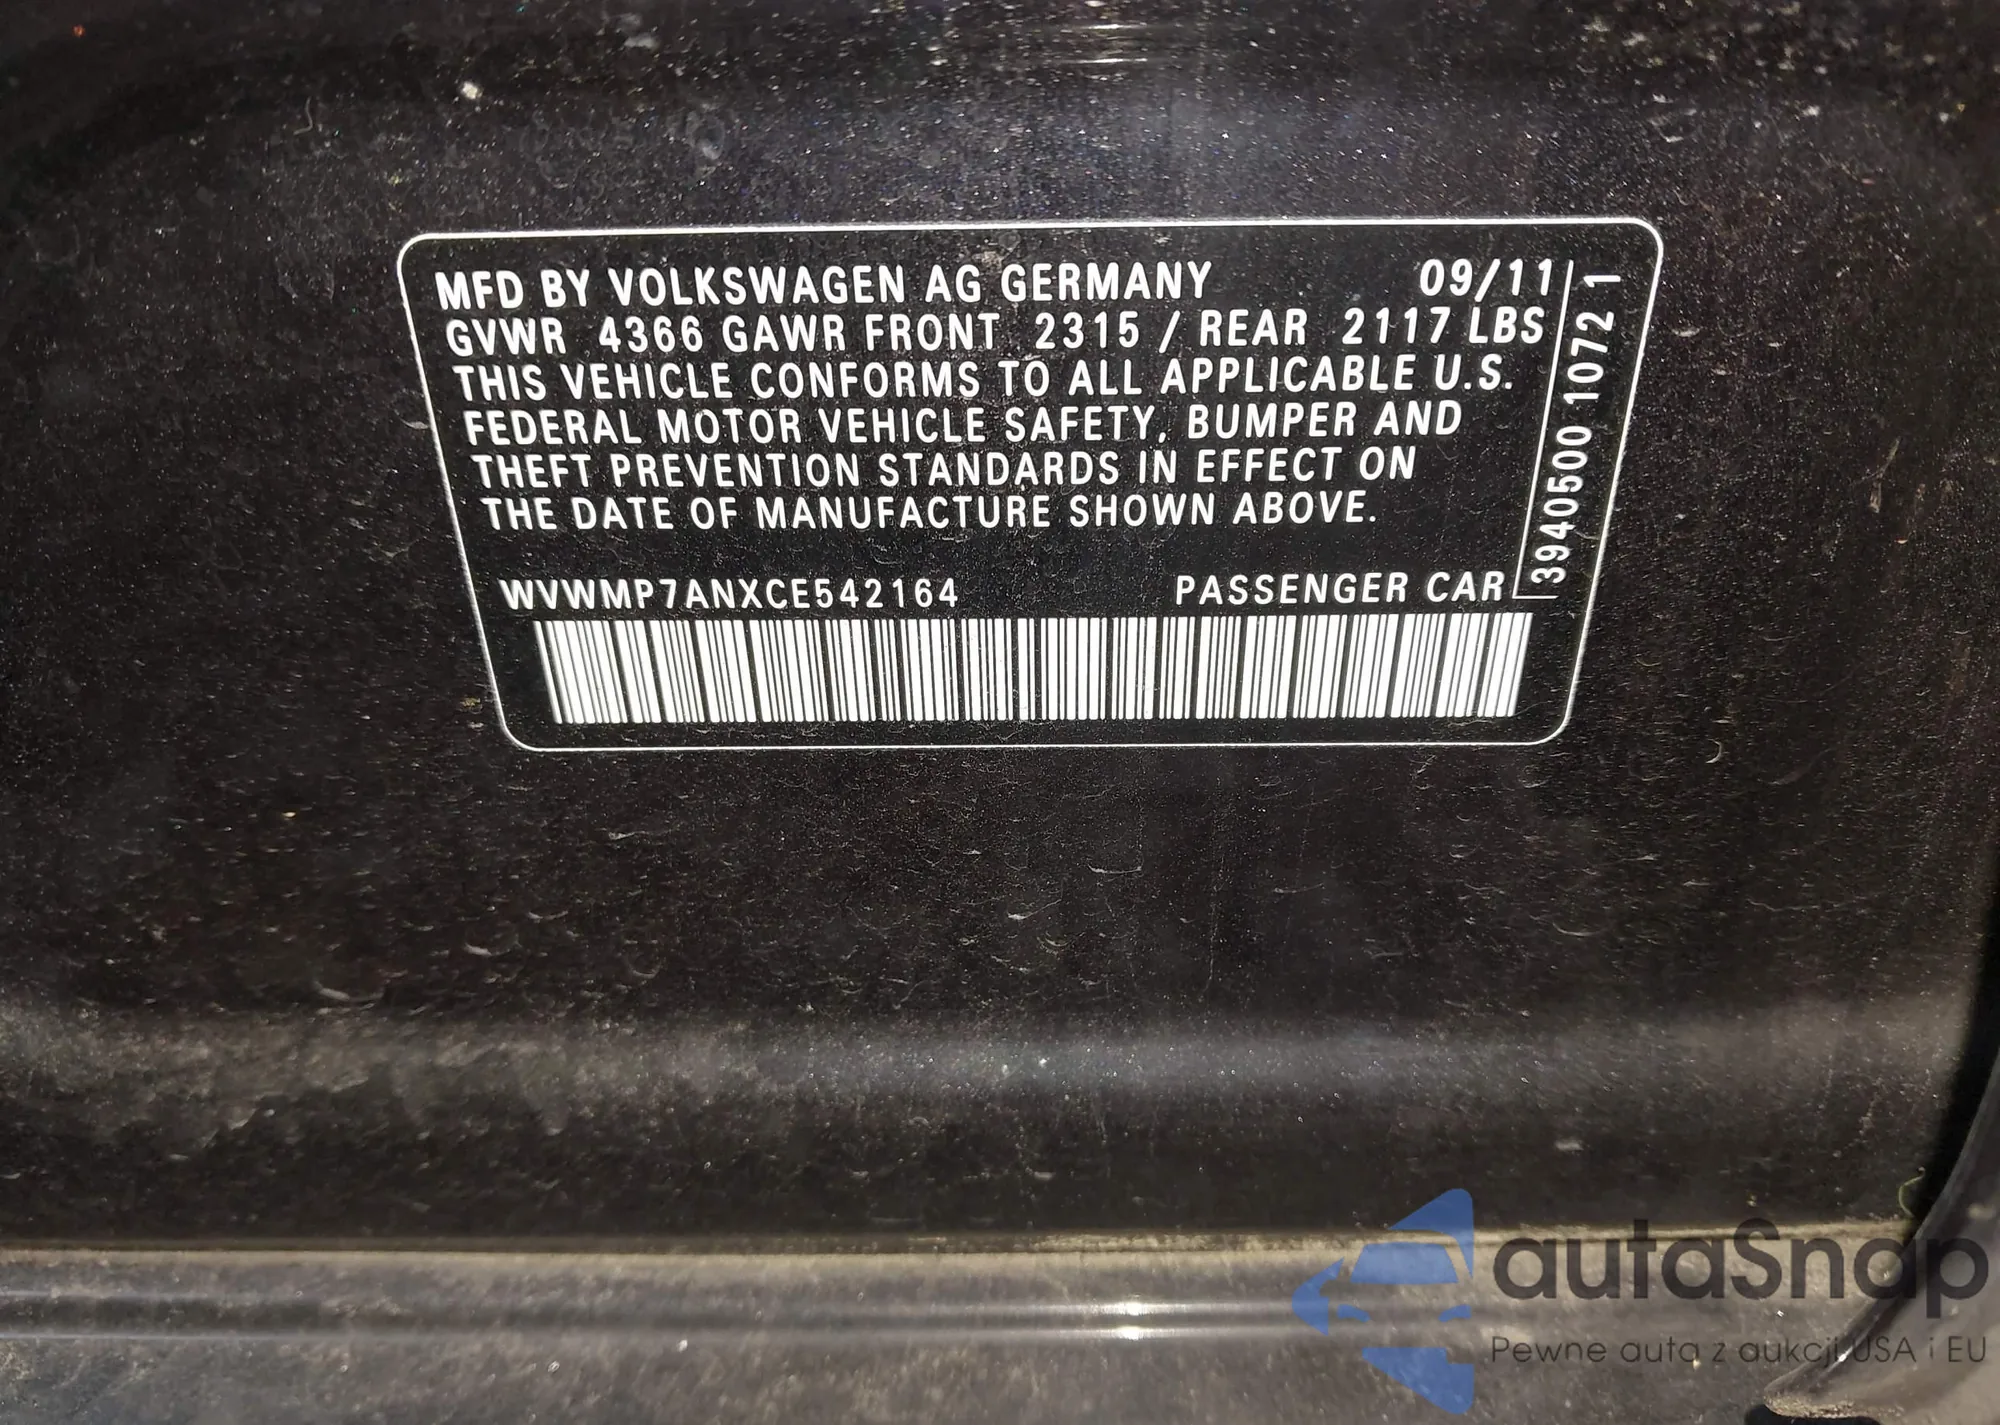 MFD BY VOLKSWAGEN AG GERMANY 09/11
GVWR 4366 GAWR FRONT 2315 / REAR 2117 LBS
THIS VEHICLE CONFORMS TO ALL APPLICABLE U.S.
FEDERAL MOTOR VEHICLE SAFETY, BUMPER AND
THEFT PREVENTION STANDARDS IN EFFECT ON
THE DATE OF MANUFACTURE SHOWN ABOVE.
WVWMP7ANXCE542164 PASSENGER CAR
3940500 1072 1
autaSnap
Pewne auta z aukcji USA i EU